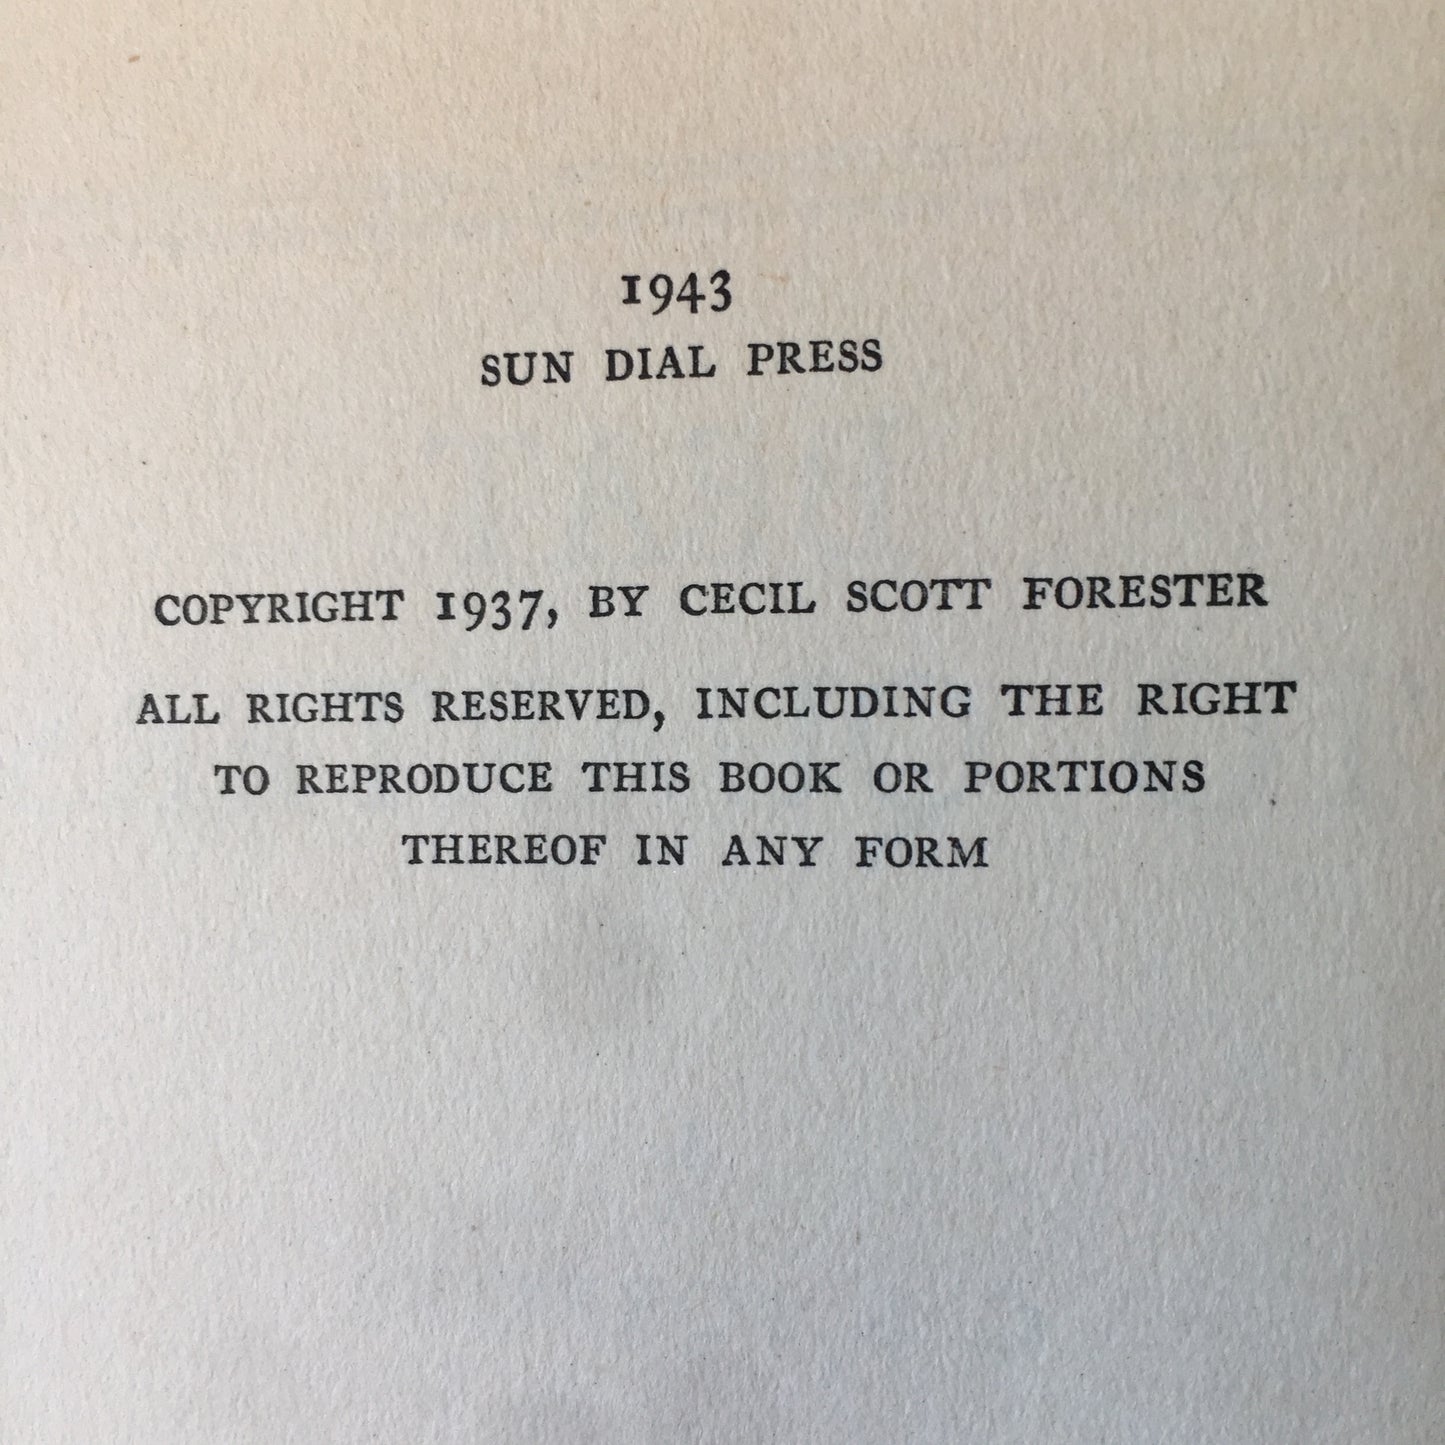 1943
SUN DIAL PRESS
COPYRIGHT 1937, BY CECIL SCOTT FORESTER
ALL RIGHTS RESERVED, INCLUDING THE RIGHT
TO REPRODUCE THIS BOOK OR PORTIONS
THEREOF IN ANY FORM